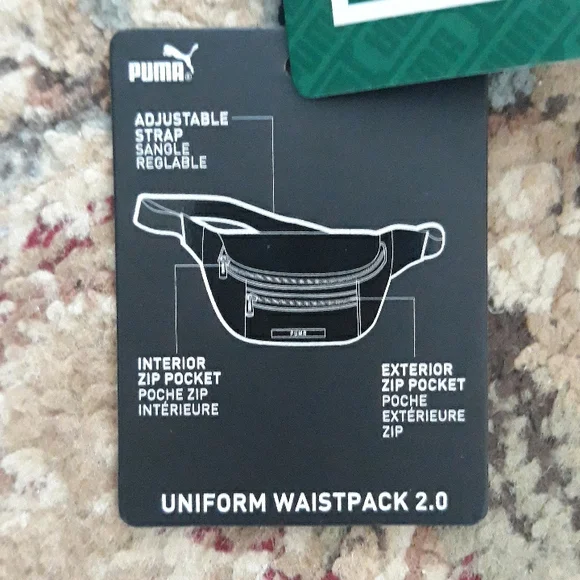 PUMA
ADJUSTABLE
STRAP
SANGLE
REGLABLE
PUMA
INTERIOR
ZIP POCKET
POCHE ZIP
INTÉRIEURE
EXTERIOR
ZIP POCKET
POCHE
EXTÉRIEURE
ZIP
UNIFORM WAISTPACK 2.0